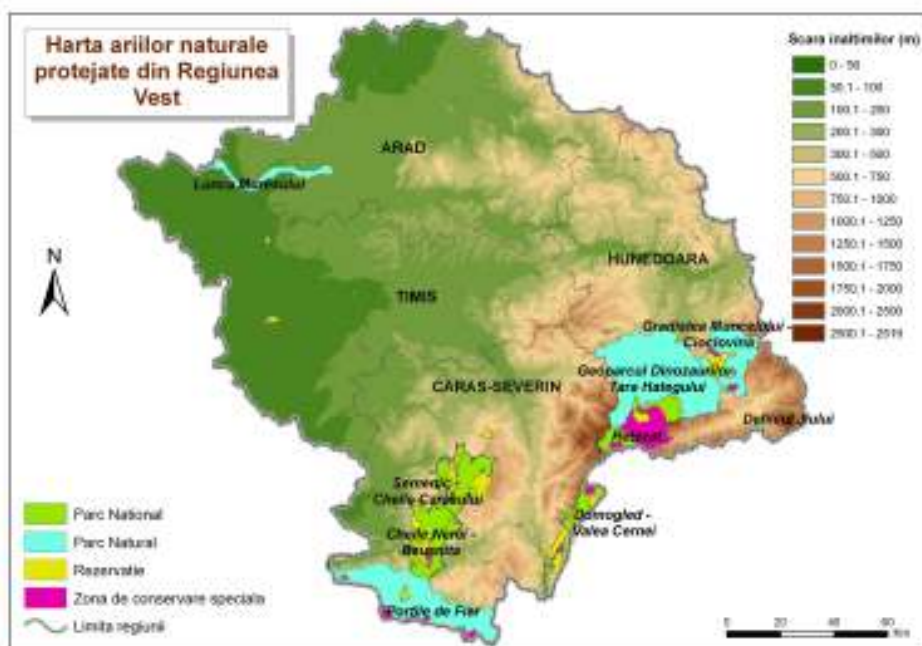 Harta ariilor naturale
protejate din Regiunea
Vest
Scara inaltimilor (m)
0 - 50
50.1 - 100
100.1 - 200
200.1 - 300
300.1 - 500
500.1 - 750
750.1 - 1000
1000.1 - 1250
1250.1 - 1500
1500.1 - 1750
1750.1 - 2000
2000.1 - 2500
2500.1 - 2519
N
ARAD
Lunca Muresului
HUNEDOARA
TIMIS
Gradistea Muncelului -
Cioclovina
Geoparcul Dinozaurilor-
Tara Hategului
CARAS-SEVERIN
Defileul Jiului
Retezat
Semenic -
Cheile Carasului
Domogled -
Valea Cernei
Cheile Nerei -
Beusnita
Portile de Fier
Parc National
Parc Natural
Rezervatie
Zona de conservare speciala
Limita regiunii
0 20 40 60
Km